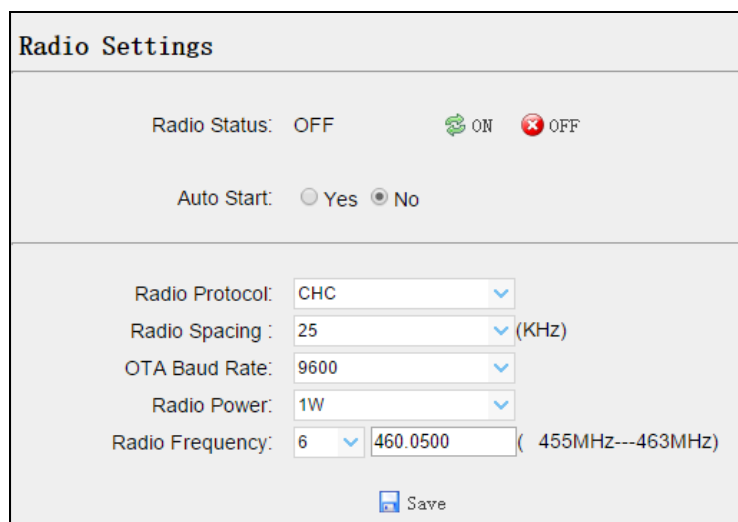 Radio Settings
Radio Status: OFF ON OFF
Auto Start: Yes No
Radio Protocol: CHC
Radio Spacing : 25 (KHz)
OTA Baud Rate: 9600
Radio Power: 1W
Radio Frequency: 6 460.0500 ( 455MHz---463MHz)
Save